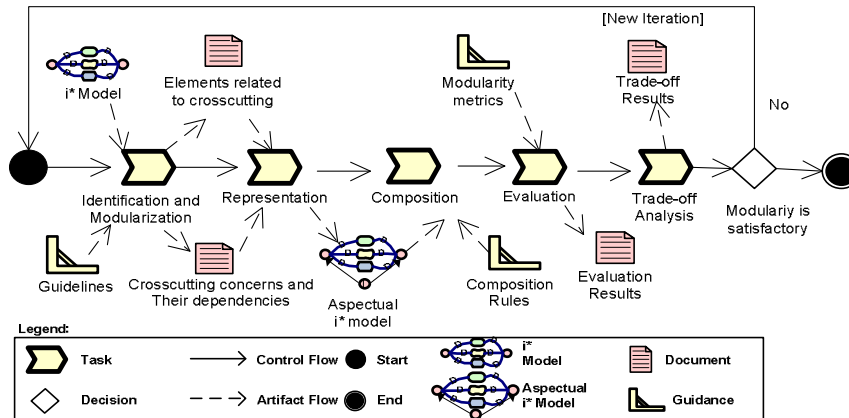 [New Iteration]
Elements related
to crosscutting
i* Model
Modularity
metrics
Trade-off
Results
No
Identification and
Modularization
Representation
Composition
Evaluation
Trade-off
Analysis
Modulariy is
satisfactory
Guidelines
Crosscutting concerns and
Their dependencies
Aspectual
i* model
Composition
Rules
Evaluation
Results
Legend:
Task
Control Flow
Start
i*
Model
Document
Decision
Artifact Flow
End
Aspectual
i* Model
Guidance